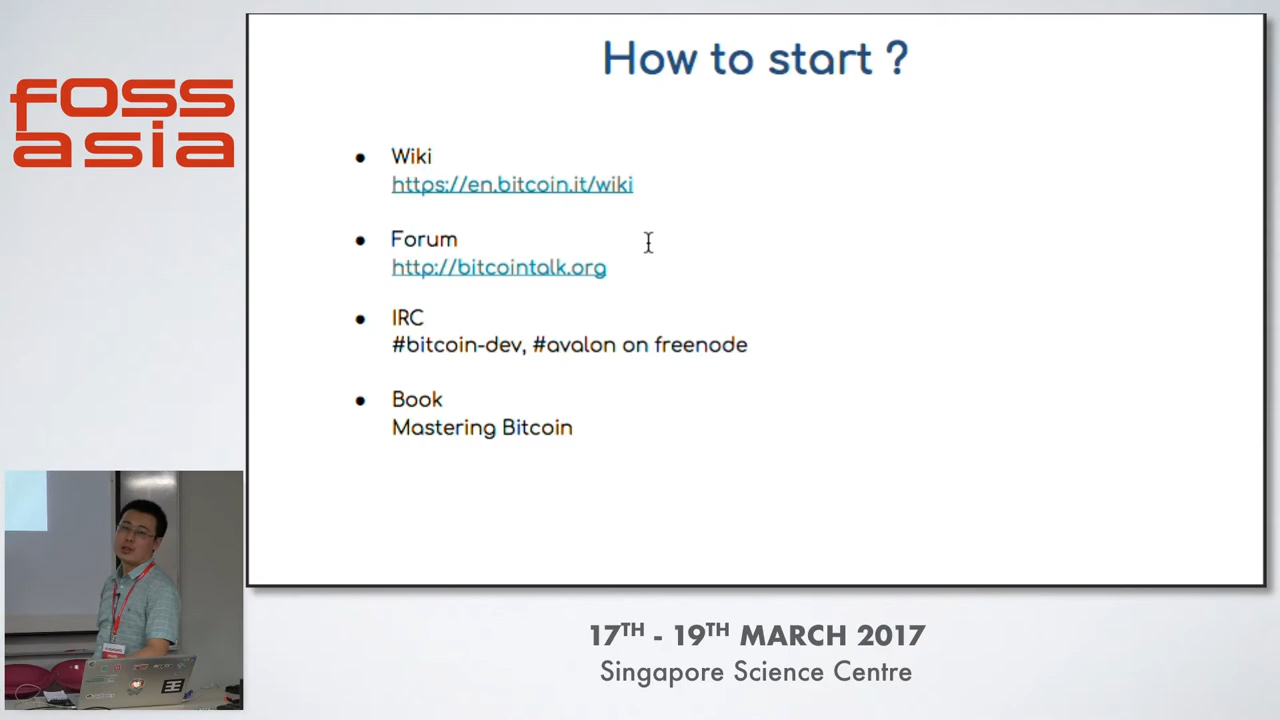 foss
asia
How to start ?
● Wiki
https://en.bitcoin.it/wiki
● Forum
http://bitcointalk.org
● IRC
#bitcoin-dev, #avalon on freenode
● Book
Mastering Bitcoin
17TH - 19TH MARCH 2017
Singapore Science Centre